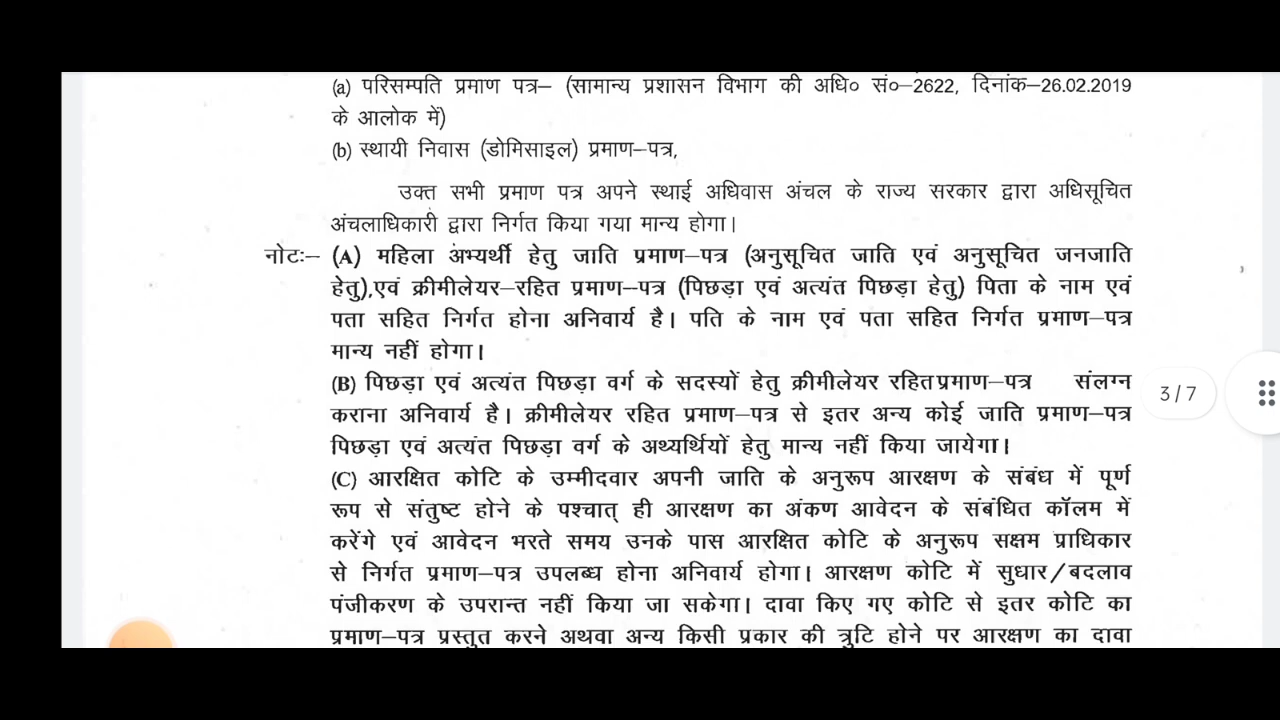 (a) परिसम्पति प्रमाण पत्र– (सामान्य प्रशासन विभाग की अधि० सं०–2622, दिनांक–26.02.2019
के आलोक में)
(b) स्थायी निवास (डोमिसाइल) प्रमाण–पत्र,
उक्त सभी प्रमाण पत्र अपने स्थाई अधिवास अंचल के राज्य सरकार द्वारा अधिसूचित
अंचलाधिकारी द्वारा निर्गत किया गया मान्य होगा।
नोटः– (A) महिला अभ्यर्थी हेतु जाति प्रमाण–पत्र (अनुसूचित जाति एवं अनुसूचित जनजाति
हेतु),एवं क्रीमीलेयर–रहित प्रमाण–पत्र (पिछड़ा एवं अत्यंत पिछड़ा हेतु) पिता के नाम एवं
पता सहित निर्गत होना अनिवार्य है। पति के नाम एवं पता सहित निर्गत प्रमाण–पत्र
मान्य नहीं होगा।
(B) पिछड़ा एवं अत्यंत पिछड़ा वर्ग के सदस्यों हेतु क्रीमीलेयर रहित प्रमाण–पत्र संलग्न
कराना अनिवार्य है। क्रीमीलेयर रहित प्रमाण–पत्र से इतर अन्य कोई जाति प्रमाण–पत्र
पिछड़ा एवं अत्यंत पिछड़ा वर्ग के अथ्यर्थियों हेतु मान्य नहीं किया जायेगा।
(C) आरक्षित कोटि के उम्मीदवार अपनी जाति के अनुरूप आरक्षण के संबंध में पूर्ण
रूप से संतुष्ट होने के पश्चात् ही आरक्षण का अंकण आवेदन के संबंधित कॉलम में
करेंगे एवं आवेदन भरते समय उनके पास आरक्षित कोटि के अनुरूप सक्षम प्राधिकार
से निर्गत प्रमाण–पत्र उपलब्ध होना अनिवार्य होगा। आरक्षण कोटि में सुधार/बदलाव
पंजीकरण के उपरान्त नहीं किया जा सकेगा। दावा किए गए कोटि से इतर कोटि का
प्रमाण–पत्र प्रस्तुत करने अथवा अन्य किसी प्रकार की त्रुटि होने पर आरक्षण का दावा
3/7